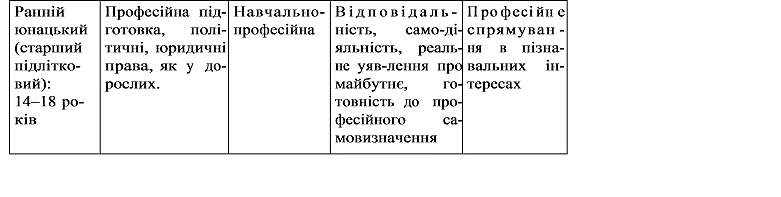 Ранній
юнацький
(старший
підлітко-
вий):
14–18 ро-
ків
Професійна під-
готовка, полі-
тичні, юридичні
права, як у до-
рослих.
Навчально-
професійна
Відповідаль-
ність, само-ді-
яльність, реаль-
не уяв-лення про
майбутнє, го-
товність до про-
фесійного са-
мовизначення
Професійне
спрямуван-
ня в пізна-
вальних ін-
тересах